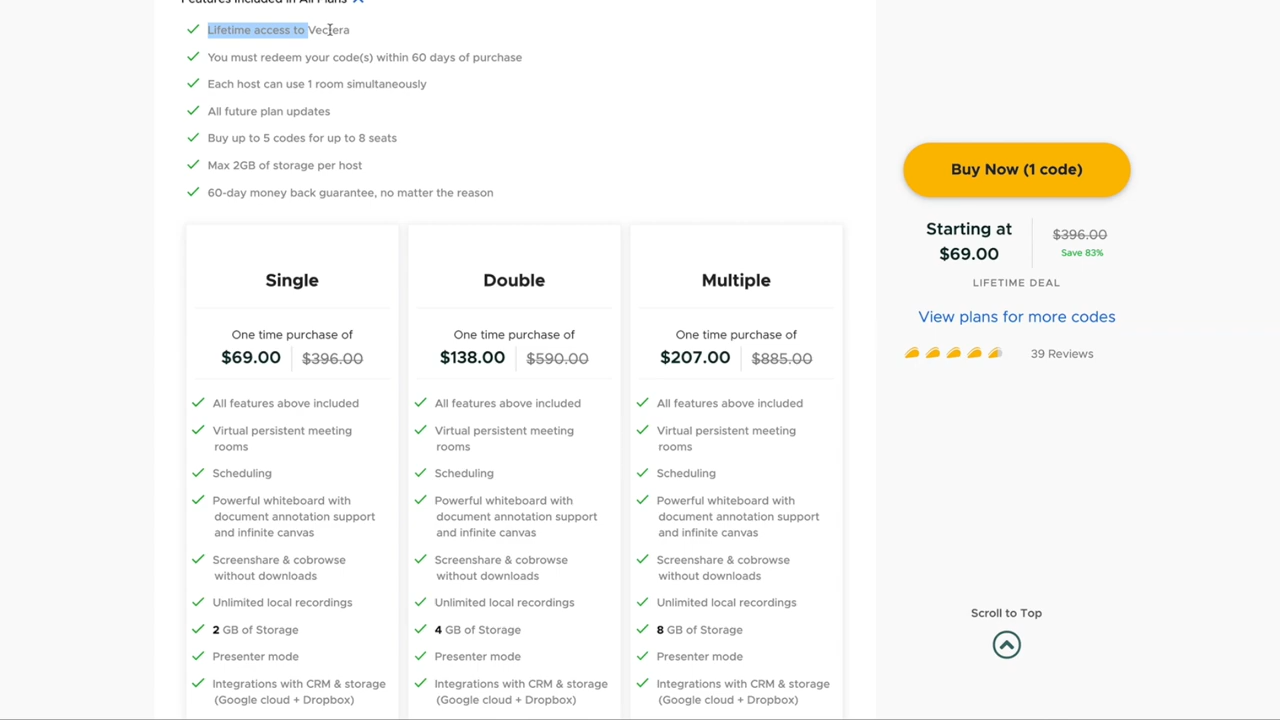 Features Included in All Plans
Lifetime access to Vectera
You must redeem your code(s) within 60 days of purchase
Each host can use 1 room simultaneously
All future plan updates
Buy up to 5 codes for up to 8 seats
Max 2GB of storage per host
60-day money back guarantee, no matter the reason
Single
One time purchase of
$69.00 $396.00
All features above included
Virtual persistent meeting
rooms
Scheduling
Powerful whiteboard with
document annotation support
and infinite canvas
Screenshare & cobrowse
without downloads
Unlimited local recordings
2 GB of Storage
Presenter mode
Integrations with CRM & storage
(Google cloud + Dropbox)
Double
One time purchase of
$138.00 $590.00
All features above included
Virtual persistent meeting
rooms
Scheduling
Powerful whiteboard with
document annotation support
and infinite canvas
Screenshare & cobrowse
without downloads
Unlimited local recordings
4 GB of Storage
Presenter mode
Integrations with CRM & storage
(Google cloud + Dropbox)
Multiple
One time purchase of
$207.00 $885.00
All features above included
Virtual persistent meeting
rooms
Scheduling
Powerful whiteboard with
document annotation support
and infinite canvas
Screenshare & cobrowse
without downloads
Unlimited local recordings
8 GB of Storage
Presenter mode
Integrations with CRM & storage
(Google cloud + Dropbox)
Buy Now (1 code)
Starting at
$69.00
$396.00
Save 83%
LIFETIME DEAL
View plans for more codes
39 Reviews
Scroll to Top